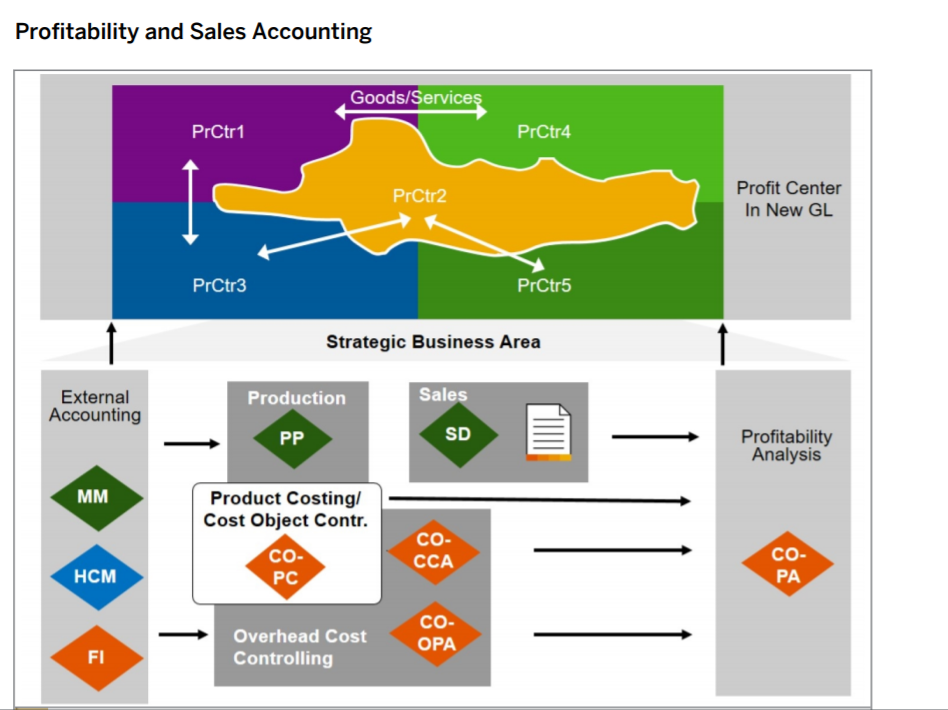 Profitability and Sales Accounting
Goods/Services
PrCtr1
PrCtr4
PrCtr2
Profit Center
In New GL
PrCtr3
PrCtr5
Strategic Business Area
External
Accounting
Production
PP
Sales
SD
Profitability
Analysis
MM
Product Costing/
Cost Object Contr.
CO-
PC
CO-
CCA
CO-
PA
HCM
Overhead Cost
Controlling
CO-
OPA
FI